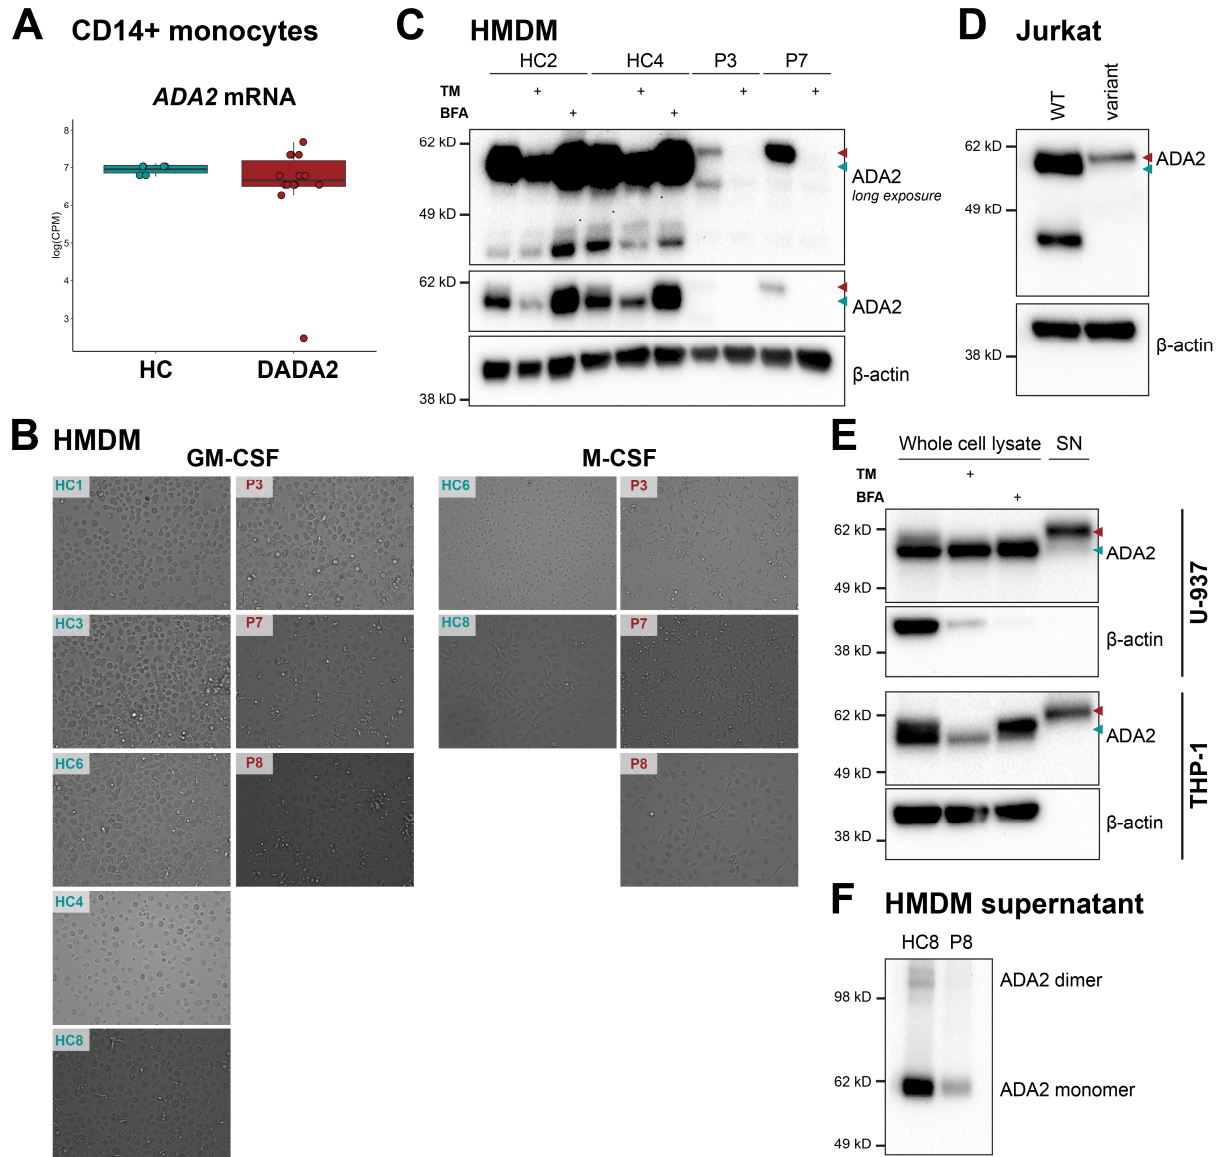 A CD14+ monocytes
ADA2 mRNA
8
7
6
5
4
3
log(CPM)
HC DADA2
B HMDM
GM-CSF M-CSF
HC1 P3 HC6 P3
HC3 P7 HC8 P7
HC6 P8 P8
HC4
HC8
C HMDM
HC2 HC4 P3 P7
TM + + + +
BFA + +
62 kD
49 kD
ADA2
long exposure
62 kD
ADA2
β-actin
38 kD
D Jurkat
WT variant
62 kD
ADA2
49 kD
β-actin
38 kD
E Whole cell lysate SN
TM +
BFA +
62 kD
ADA2
49 kD
β-actin
38 kD
U-937
62 kD
ADA2
49 kD
β-actin
38 kD
THP-1
F HMDM supernatant
HC8 P8
ADA2 dimer
98 kD
62 kD
ADA2 monomer
49 kD